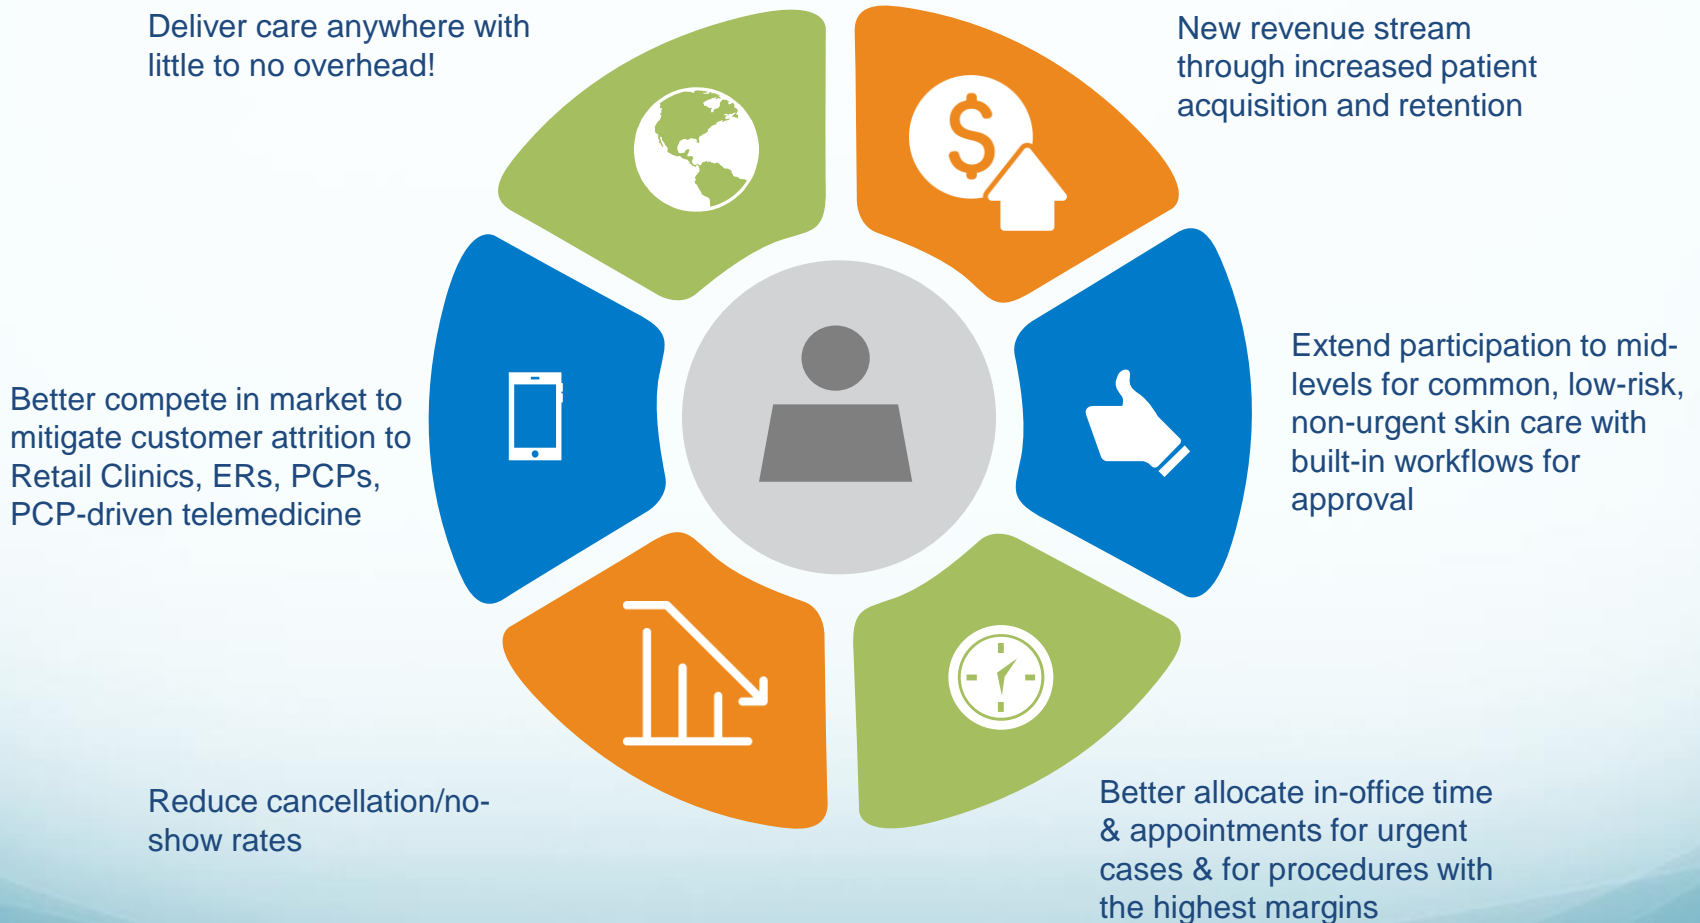 Deliver care anywhere with
little to no overhead!
New revenue stream
through increased patient
acquisition and retention
$
Better compete in market to
mitigate customer attrition to
Retail Clinics, ERs, PCPs,
PCP-driven telemedicine
Extend participation to mid-
levels for common, low-risk,
non-urgent skin care with
built-in workflows for
approval
Reduce cancellation/no-
show rates
Better allocate in-office time
& appointments for urgent
cases & for procedures with
the highest margins